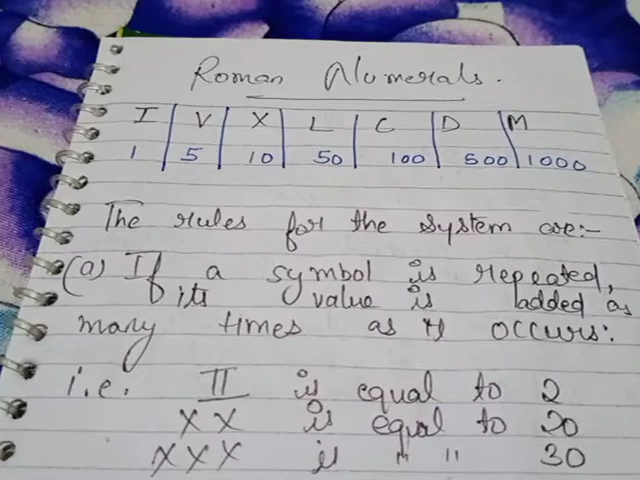 Roman Numerals.
I V X L C D M
1 5 10 50 100 500 1000
The rules for the system are:-
(a) If a symbol is repeated,
its value is added as
many times as it occurs:
i.e. II is equal to 2
XX is equal to 20
XXX is " " 30